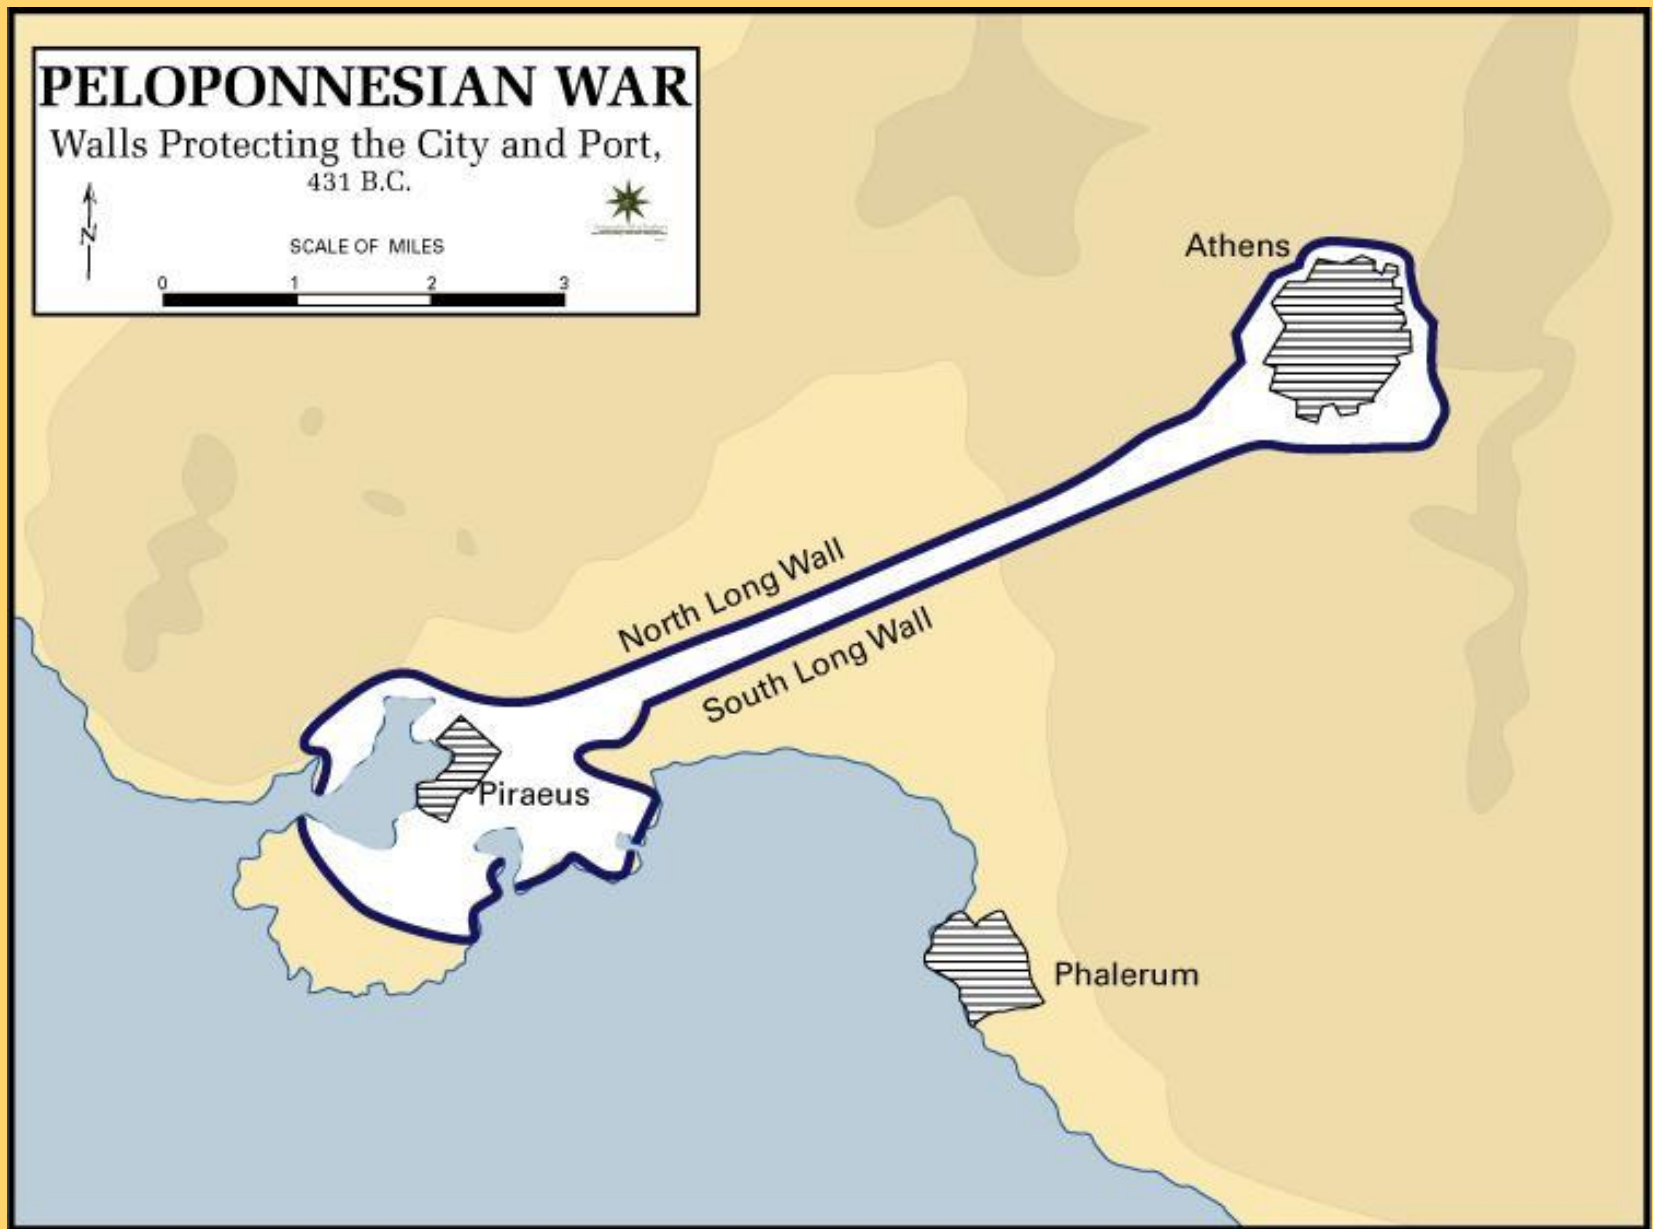 PELOPONNESIAN WAR
Walls Protecting the City and Port,
431 B.C.
N
SCALE OF MILES
0 1 2 3
Athens
North Long Wall
South Long Wall
Piraeus
Phalerum